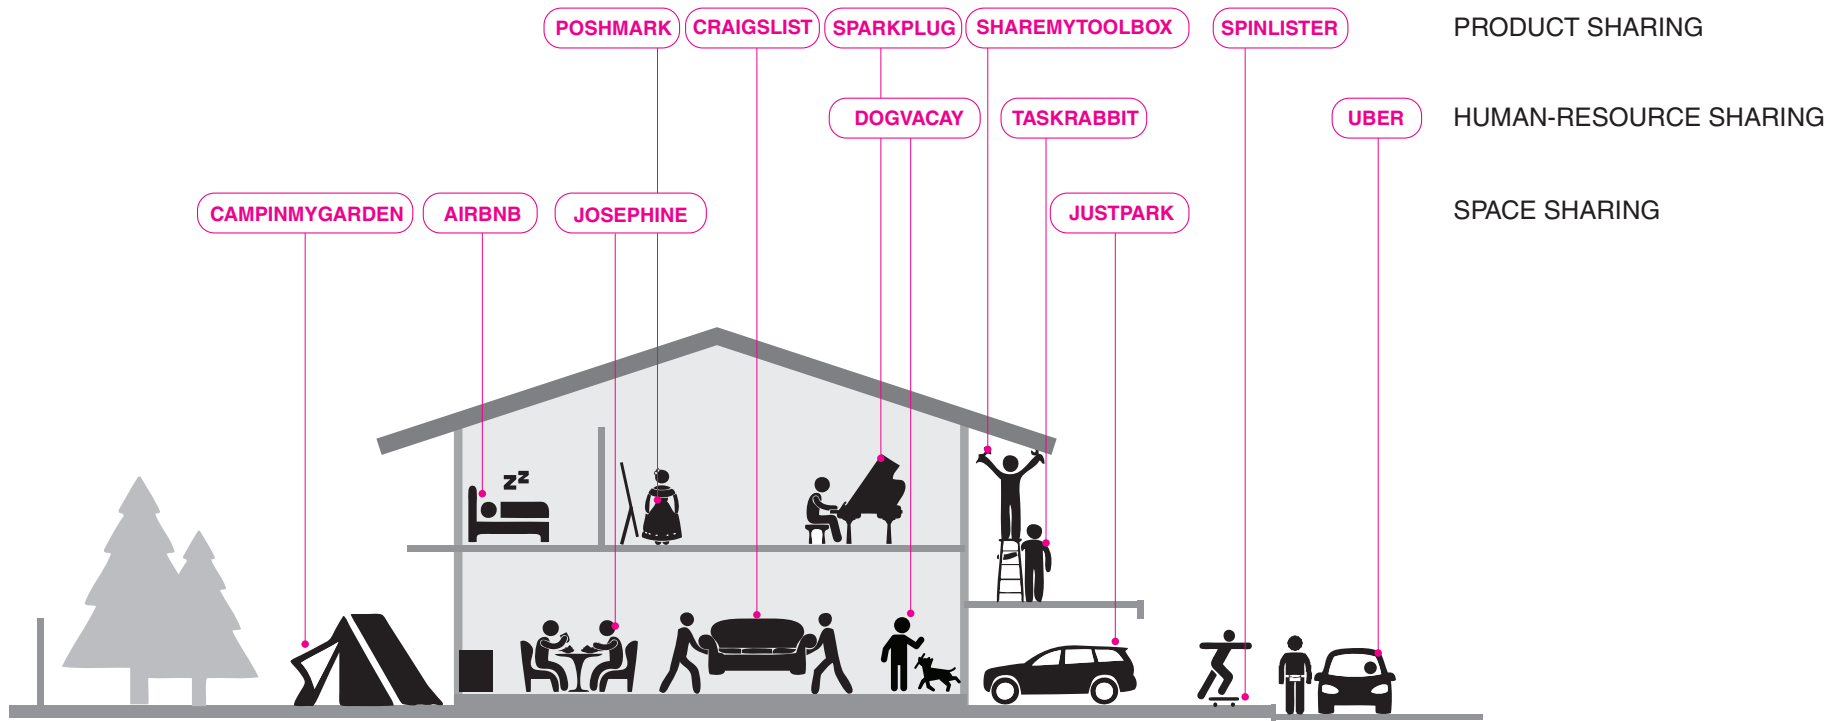 POSHMARK CRAIGSLIST SPARKPLUG SHAREMYTOOLBOX SPINLISTER PRODUCT SHARING
DOGVACAY TASKRABBIT UBER HUMAN-RESOURCE SHARING
CAMPINMYGARDEN AIRBNB JOSEPHINE JUSTPARK SPACE SHARING
zz